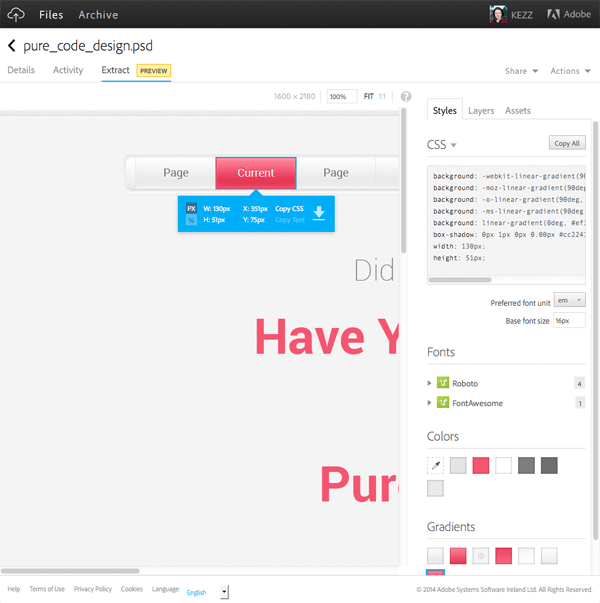 Files Archive KEZZ Adobe
pure_code_design.psd
Details Activity Extract PREVIEW Share Actions
1600 × 2180 100% FIT 1:1 ?
Styles Layers Assets
CSS Copy All
Page Current Page
background: -webkit-linear-gradient(90
background: -moz-linear-gradient(90deg
background: -o-linear-gradient(90deg,
background: -ms-linear-gradient(90deg
background: linear-gradient(0deg, #ef3
box-shadow: 0px 1px 0px 0.00px #cc224
width: 130px;
height: 51px;
PX W: 130px X: 351px Copy CSS
% H: 51px Y: 75px Copy Text
Did
Have Y
Pur
Preferred font unit em
Base font size 16px
Fonts
Roboto 4
FontAwesome 1
Colors
Gradients
Help Terms of Use Privacy Policy Cookies Language: English © 2014 Adobe Systems Software Ireland Ltd. All Rights Reserved.